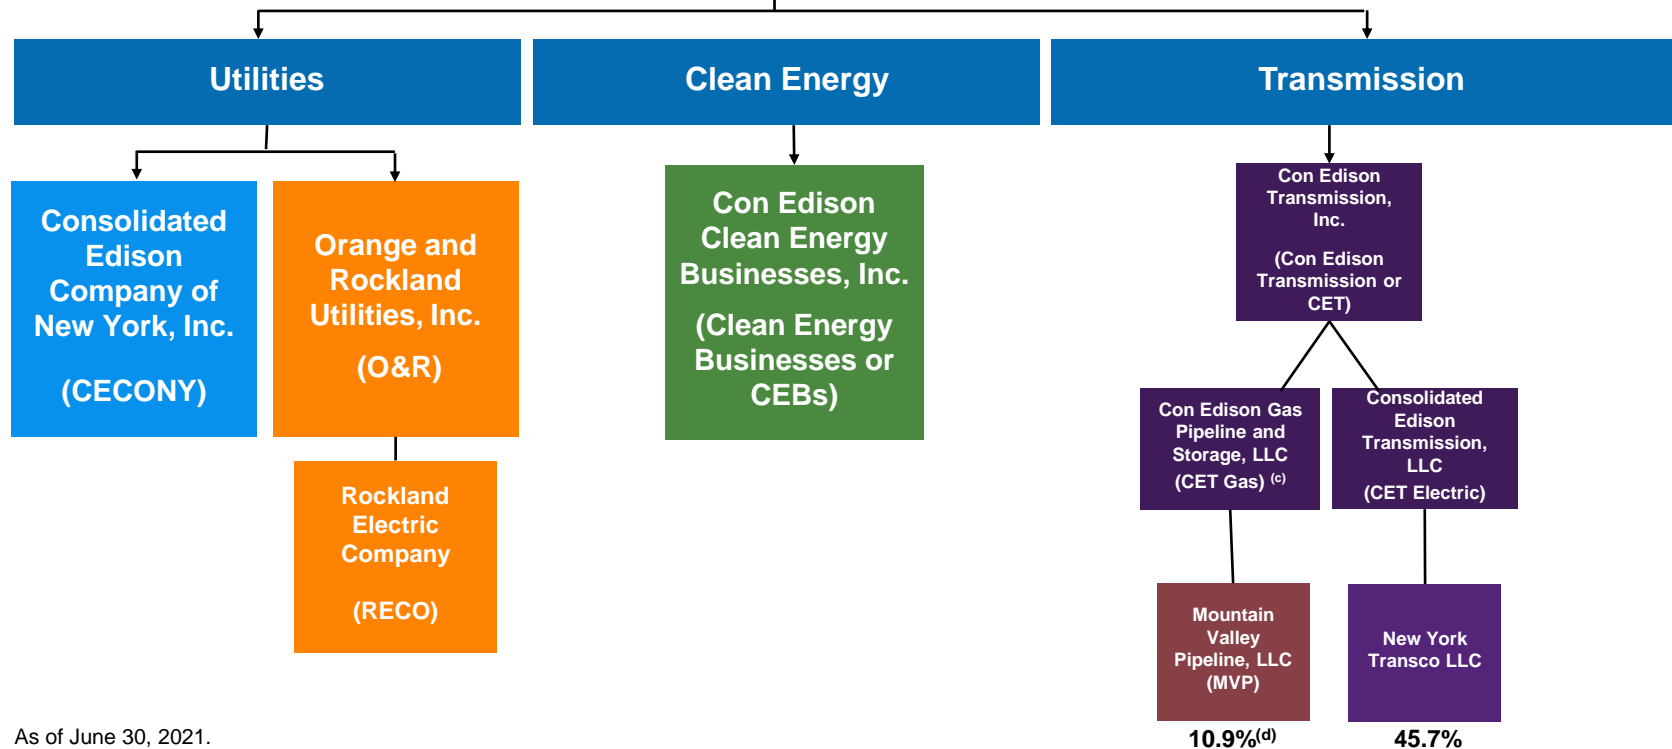 Utilities
Clean Energy
Transmission
Consolidated
Edison
Company of
New York, Inc.
(CECONY)
Orange and
Rockland
Utilities, Inc.
(O&R)
Rockland
Electric
Company
(RECO)
Con Edison
Clean Energy
Businesses, Inc.
(Clean Energy
Businesses or
CEBs)
Con Edison
Transmission,
Inc.
(Con Edison
Transmission or
CET)
Con Edison Gas
Pipeline and
Storage, LLC
(CET Gas) (c)
Consolidated
Edison
Transmission,
LLC
(CET Electric)
Mountain
Valley
Pipeline, LLC
(MVP)
10.9%(d)
New York
Transco LLC
45.7%
As of June 30, 2021.